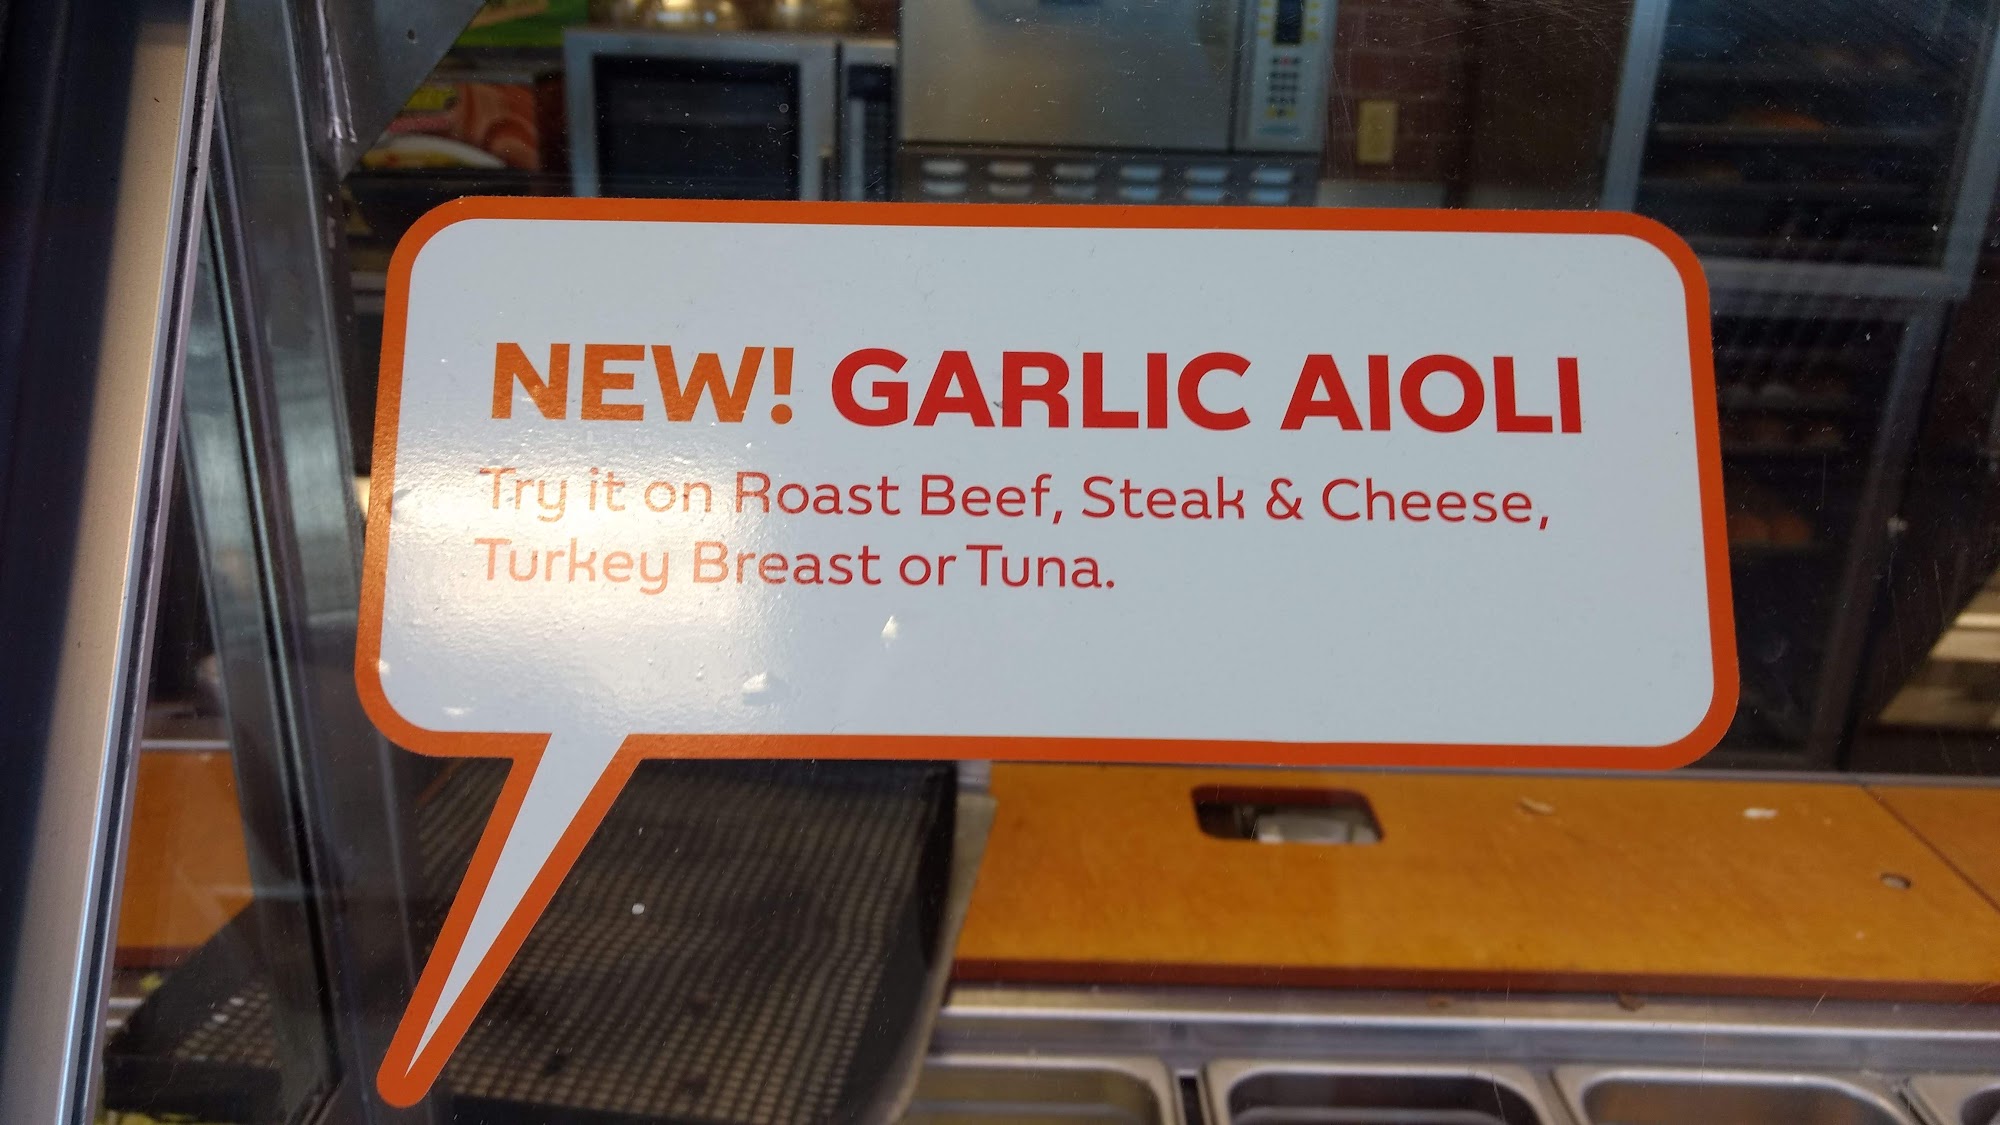 NEW! GARLIC AIOLI
Try it on Roast Beef, Steak & Cheese,
Turkey Breast or Tuna.